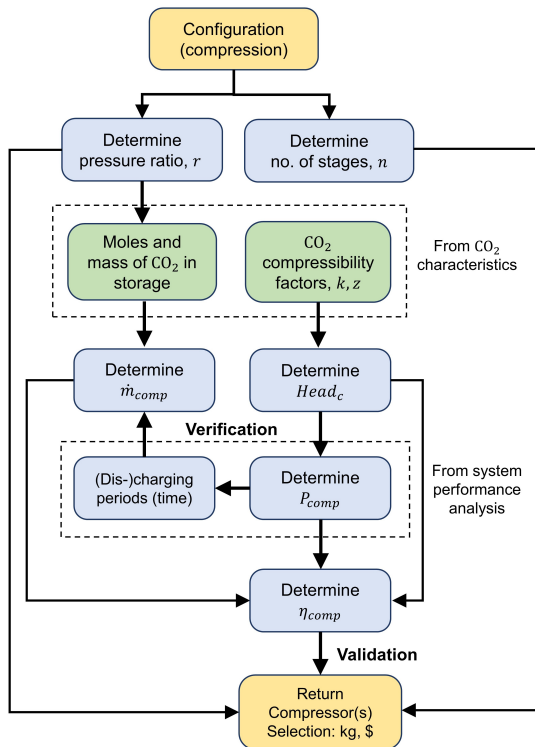 Configuration
(compression)
Determine
pressure ratio, r
Determine
no. of stages, n
Moles and
mass of CO₂ in
storage
CO₂
compressibility
factors, k, z
From CO₂
characteristics
Determine
ṁcomp
Determine
Headc
Verification
(Dis-)charging
periods (time)
Determine
Pcomp
From system
performance
analysis
Determine
ηcomp
Validation
Return
Compressor(s)
Selection: kg, $